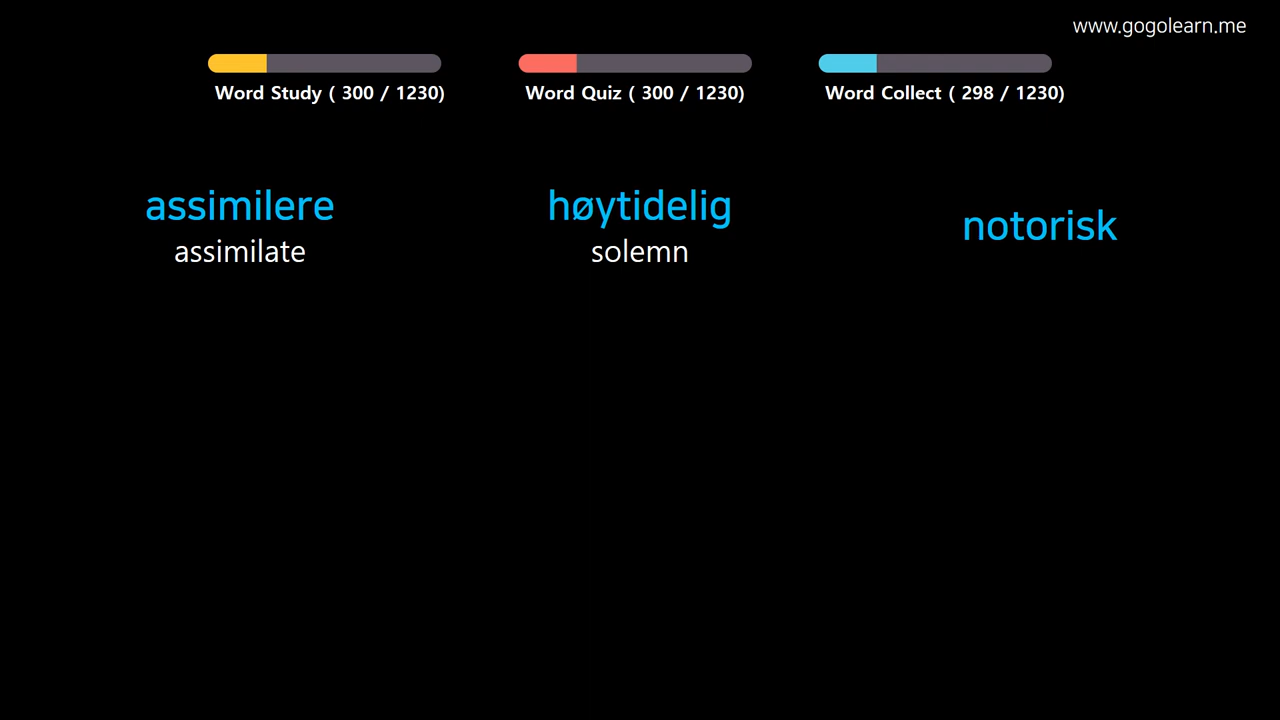 www.gogolearn.me
Word Study ( 300 / 1230)
Word Quiz ( 300 / 1230)
Word Collect ( 298 / 1230)
assimilere
assimilate
høytidelig
solemn
notorisk